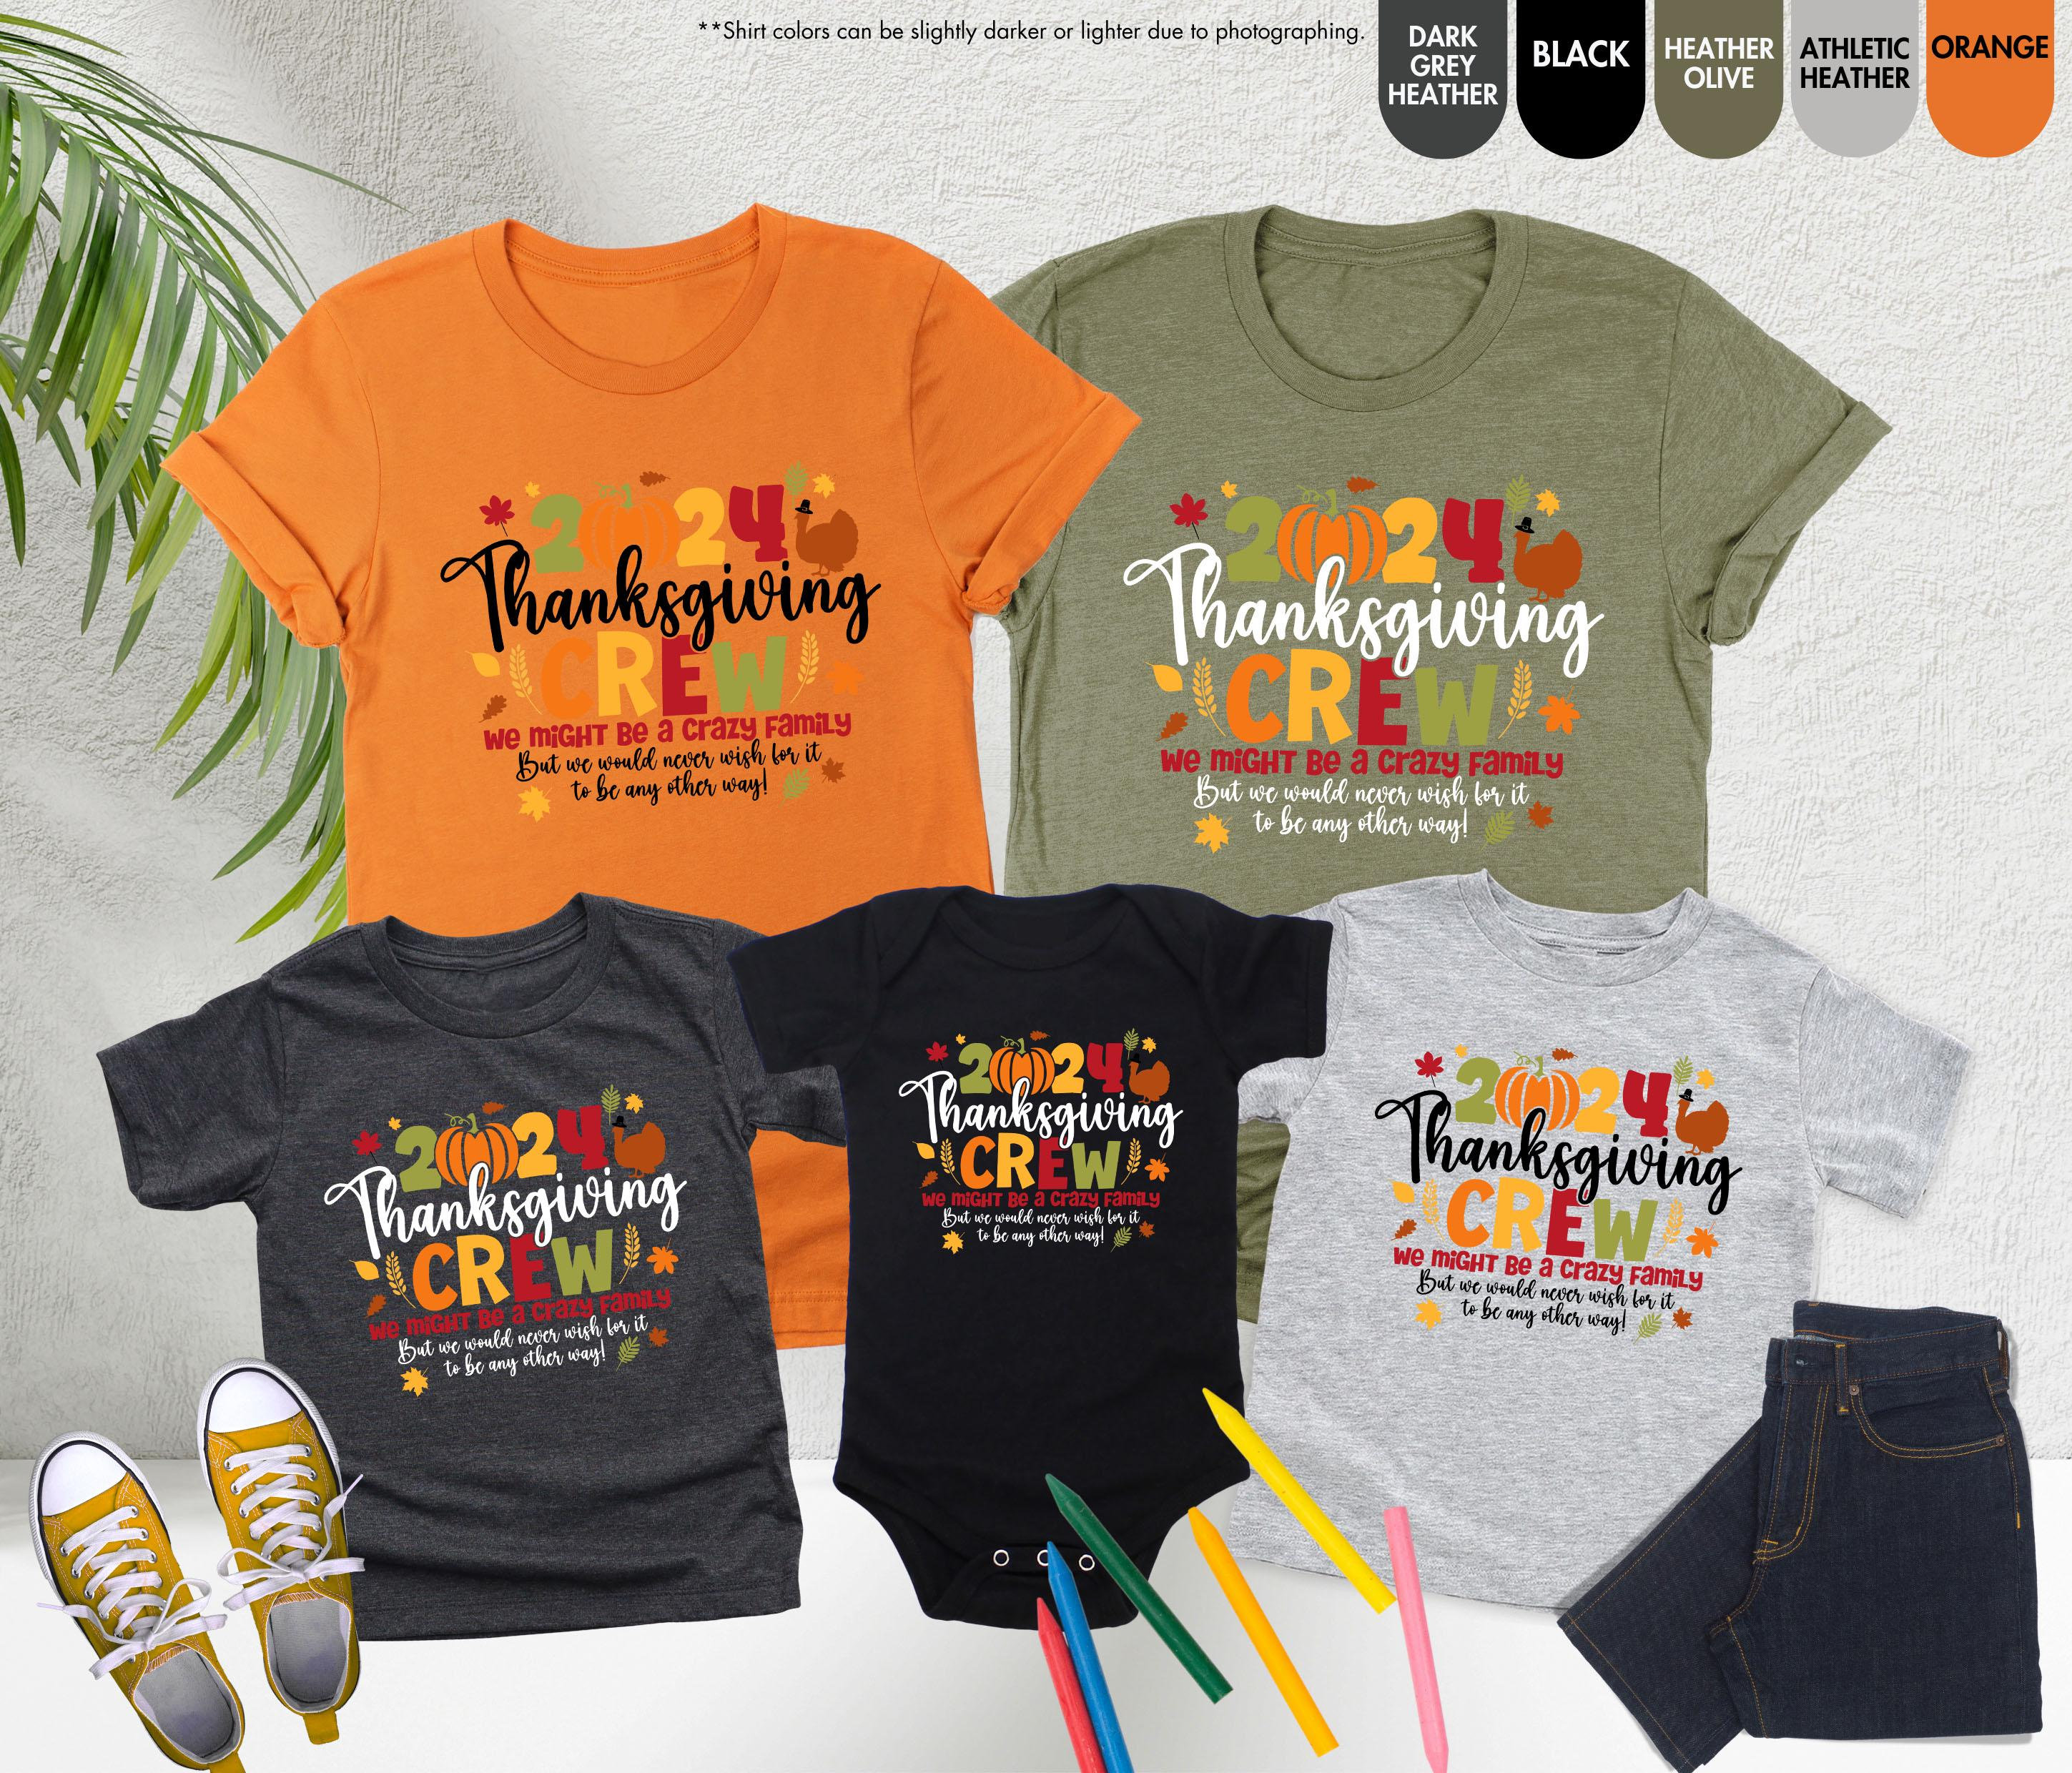 **Shirt colors can be slightly darker or lighter due to photographing.
DARK
GREY
HEATHER
BLACK
HEATHER
OLIVE
ATHLETIC
HEATHER
ORANGE
2024
Thanksgiving
CREW
We miGHT Be a crazy Family
But we would never wish for it
to be any other way!
2024
Thanksgiving
CREW
We miGHT Be a crazy Family
But we would never wish for it
to be any other way!
2024
Thanksgiving
CREW
We miGHT Be a crazy Family
But we would never wish for it
to be any other way!
2024
Thanksgiving
CREW
We miGHT Be a crazy Family
But we would never wish for it
to be any other way!
2024
Thanksgiving
CREW
We miGHT Be a crazy Family
But we would never wish for it
to be any other way!